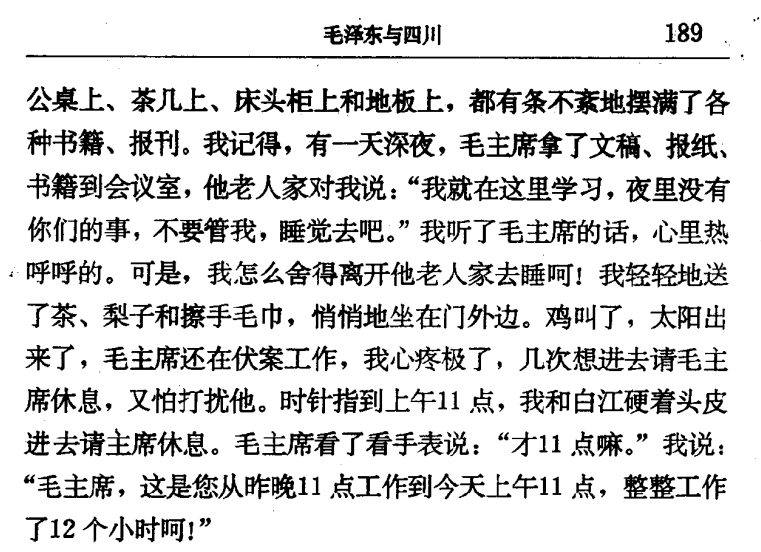 毛泽东与四川 189
公桌上、茶几上、床头柜上和地板上，都有条不紊地摆满了各
种书籍、报刊。我记得，有一天深夜，毛主席拿了文稿、报纸、
书籍到会议室，他老人家对我说：“我就在这里学习，夜里没有
你们的事，不要管我，睡觉去吧。”我听了毛主席的话，心里热
呼呼的。可是，我怎么舍得离开他老人家去睡呵！我轻轻地送
了茶、梨子和擦手毛巾，悄悄地坐在门外边。鸡叫了，太阳出
来了，毛主席还在伏案工作，我心疼极了，几次想进去请毛主
席休息，又怕打扰他。时针指到上午11点，我和白江硬着头皮
进去请主席休息。毛主席看了看手表说：“才11点嘛。”我说：
“毛主席，这是您从昨晚11点工作到今天上午11点，整整工作
了12个小时呵！”